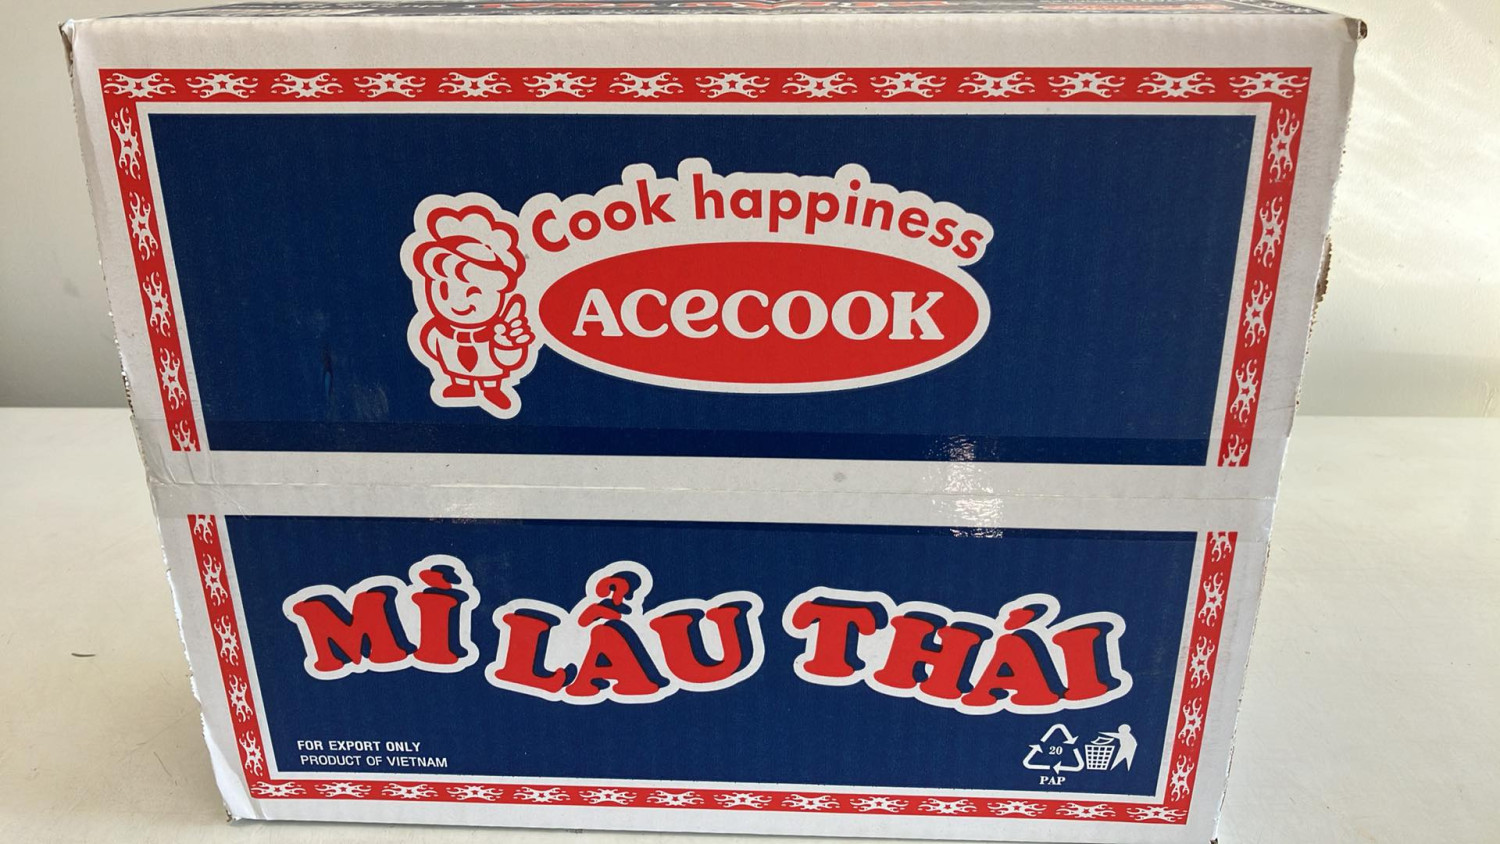 Cook happiness
ACECOOK
MÌ LẨU THÁI
FOR EXPORT ONLY
PRODUCT OF VIETNAM
20
PAP